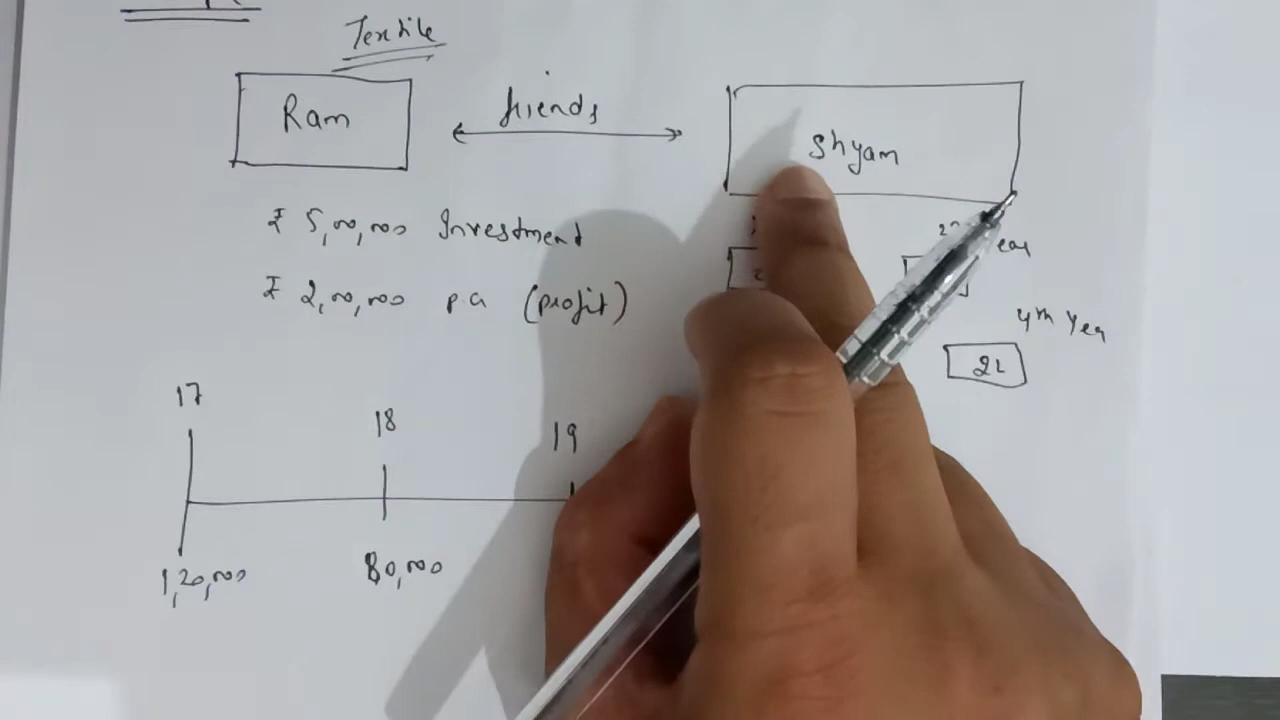 Textile
Ram
friends
Shyam
₹ 5,00,000 Investment
₹ 2,00,000 p.a (profit)
4th Yea
2L
17
18
19
1,20,000
80,000